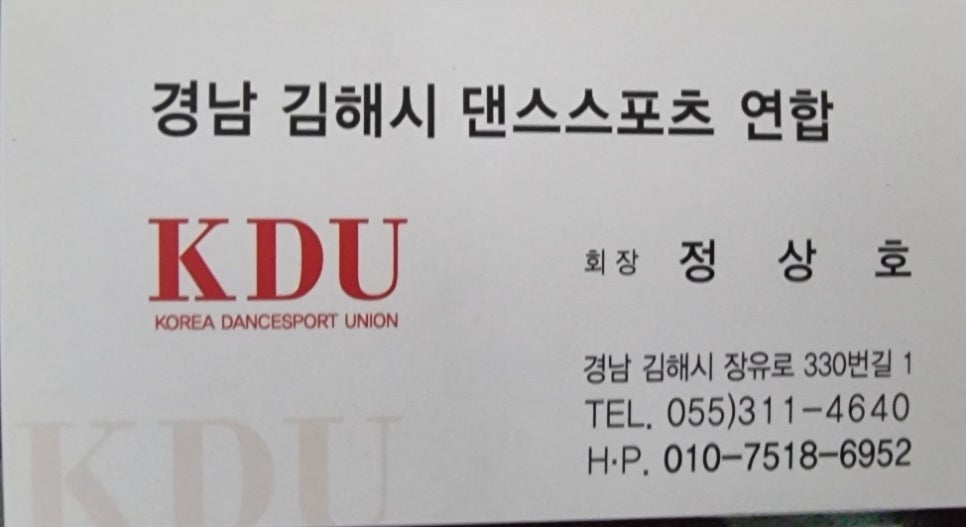 경남 김해시 댄스스포츠 연합
KDU
KOREA DANCESPORT UNION
회장 정 상 호
경남 김해시 장유로 330번길 1
TEL. 055)311-4640
H·P. 010-7518-6952
KDU